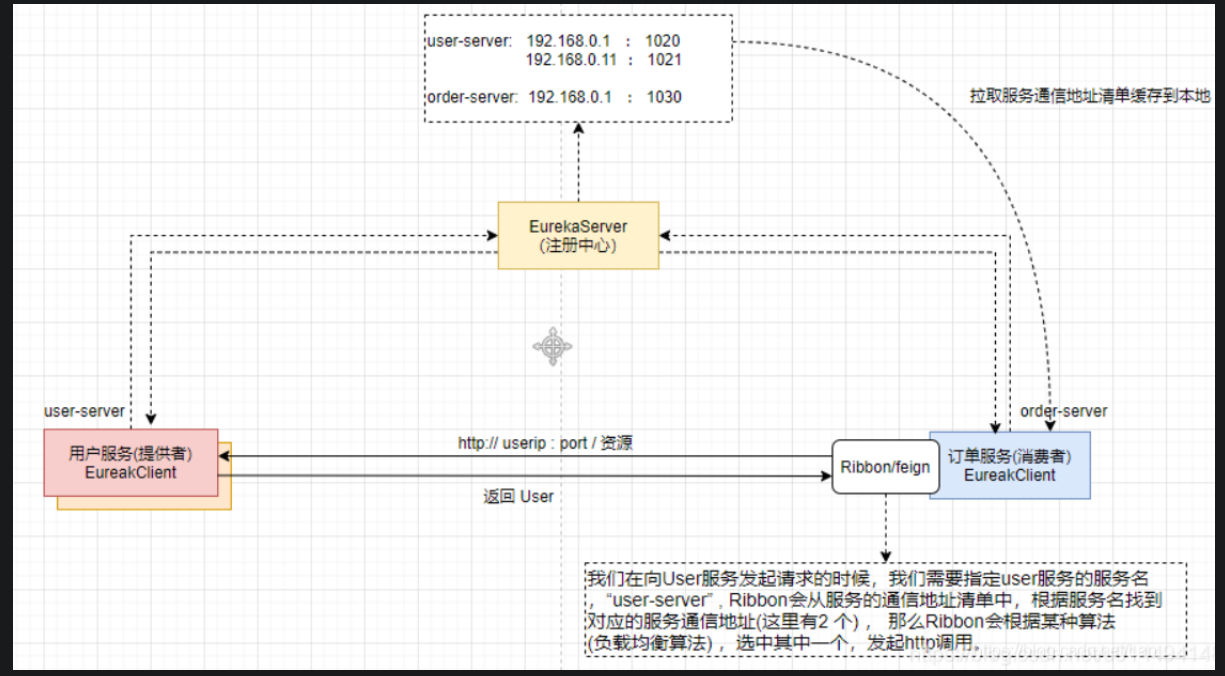 user-server: 192.168.0.1 : 1020
192.168.0.11 : 1021
order-server: 192.168.0.1 : 1030
拉取服务通信地址清单缓存到本地
EurekaServer
(注册中心)
user-server
order-server
用户服务(提供者)
EureakClient
http:// userip : port / 资源
返回 User
Ribbon/feign
订单服务(消费者)
EureakClient
我们在向User服务发起请求的时候，我们需要指定user服务的服务名
，“user-server” , Ribbon会从服务的通信地址清单中，根据服务名找到
对应的服务通信地址(这里有2 个) ， 那么Ribbon会根据某种算法
(负载均衡算法) ，选中其中一个，发起http调用。